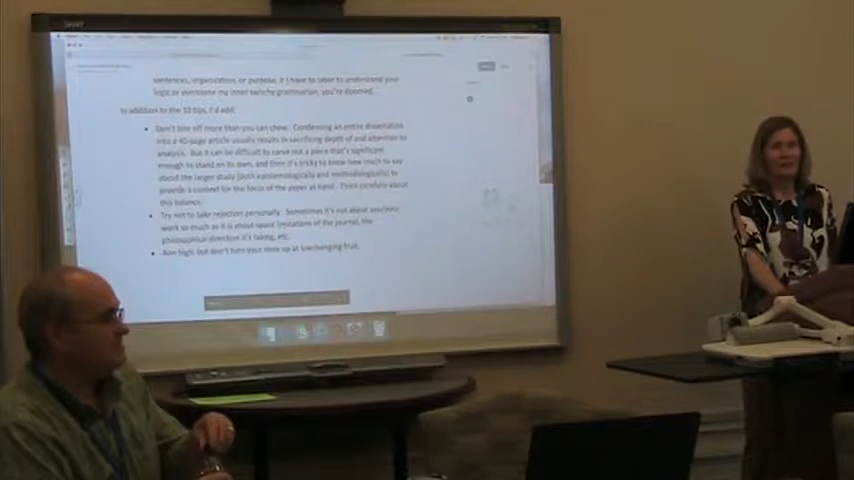 SMART
sentences, organization, or purpose, if I have to labor to understand your
logic or overcome my inner twitchy grammarian, you're doomed.
In addition to the 10 tips, I'd add:
• Don't bite off more than you can chew. Condensing an entire dissertation
into a 40-page article usually results in sacrificing depth of and attention to
analysis. But it can be difficult to carve out a piece that's significant
enough to stand on its own, and then it's tricky to know how much to say
about the larger study (both epistemologically and methodologically) to
provide a context for the focus of the paper at hand. Think carefully about
this balance.
• Try not to take rejection personally. Sometimes it's not about you/your
work so much as it is about space limitations of the journal, the
philosophical direction it's taking, etc.
• Aim high, but don't turn your nose up at low-hanging fruit.